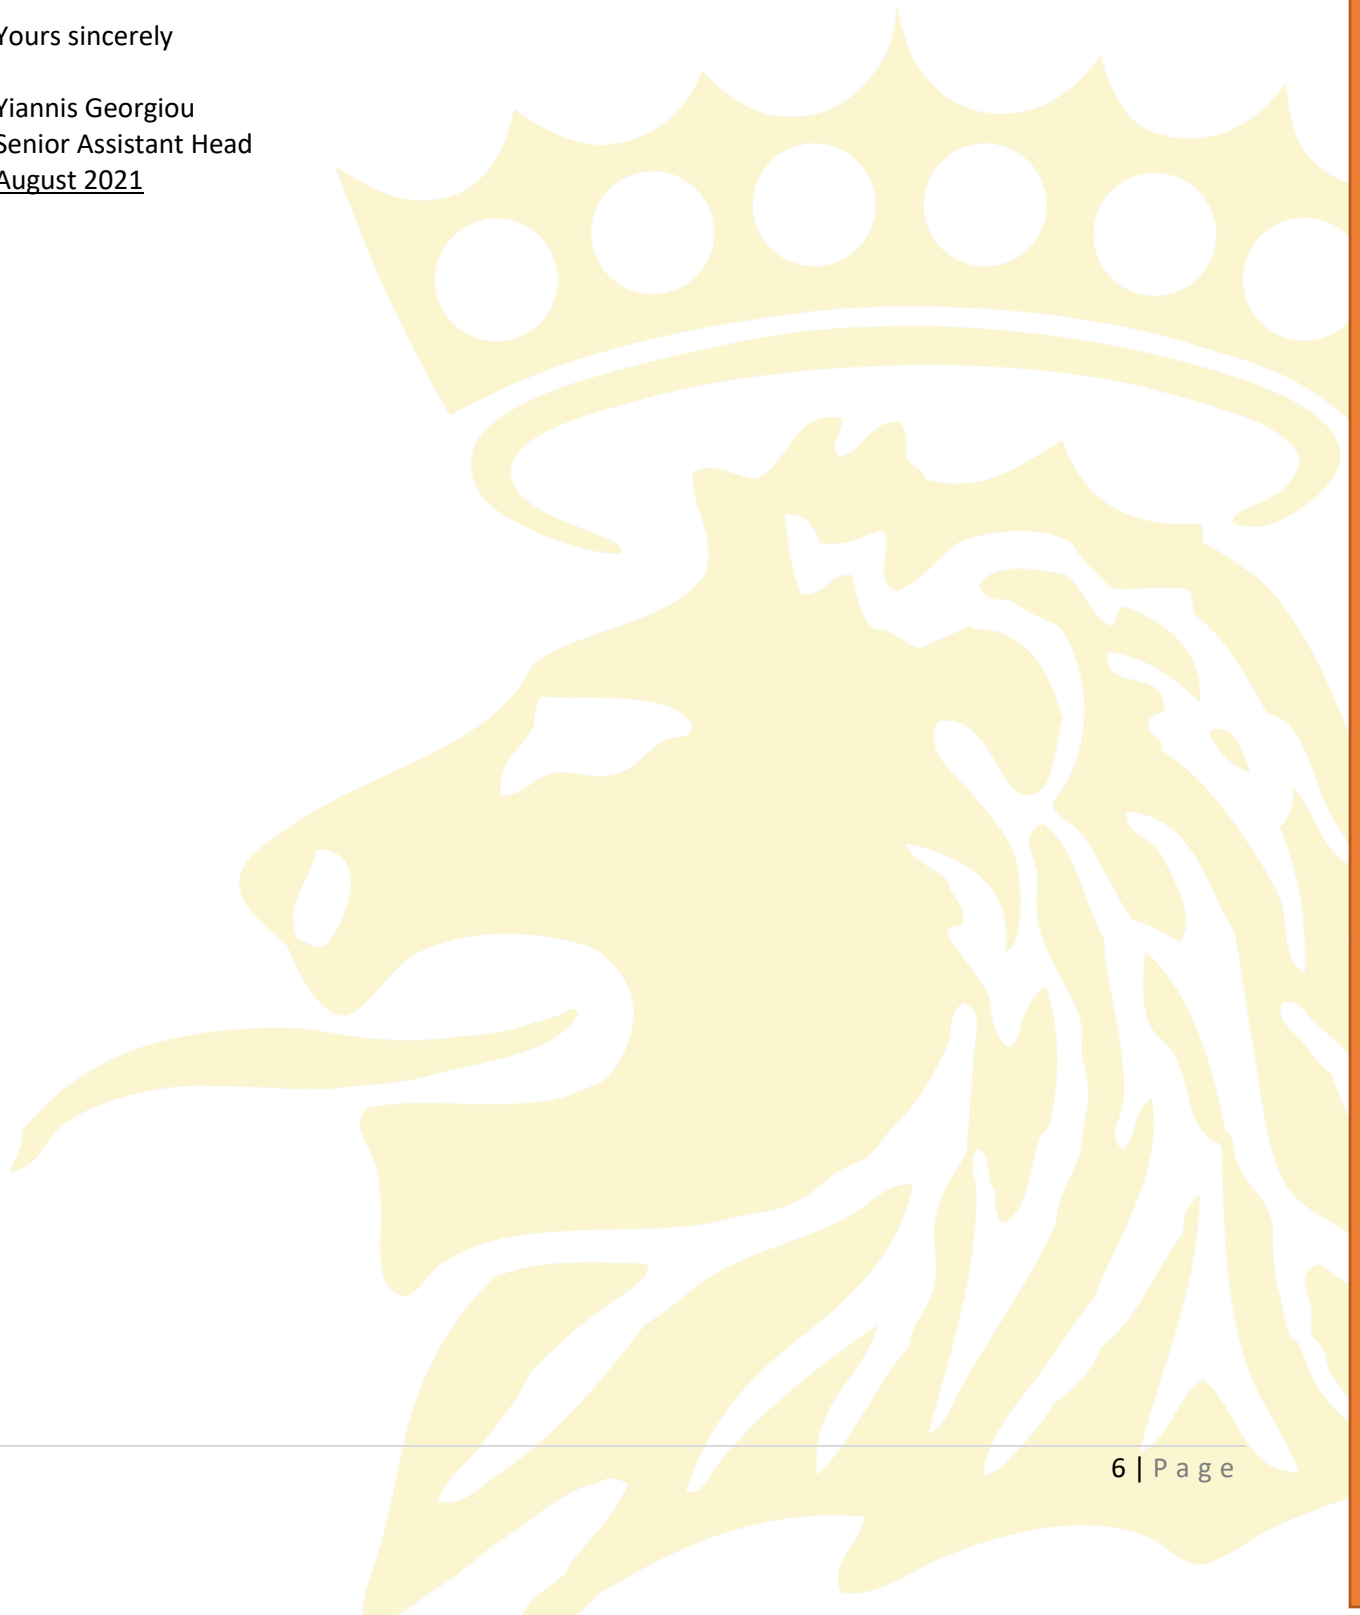 Yours sincerely
Yiannis Georgiou
Senior Assistant Head
August 2021
6 | Page